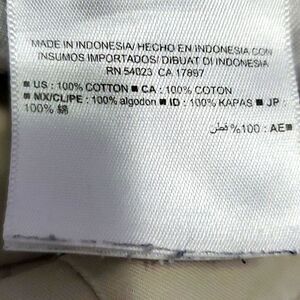 MADE IN INDONESIA/ HECHO EN INDONESIA CON
INSUMOS IMPORTADOS/ DIBUAT DI INDONESIA
RN 54023 CA 17897
■ US : 100% COTTON ■ CA : 100% COTON
■ MX/CL/PE : 100% algodon ■ ID : 100% KAPAS ■ JP :
100% 綿
■AE : 100% قطن